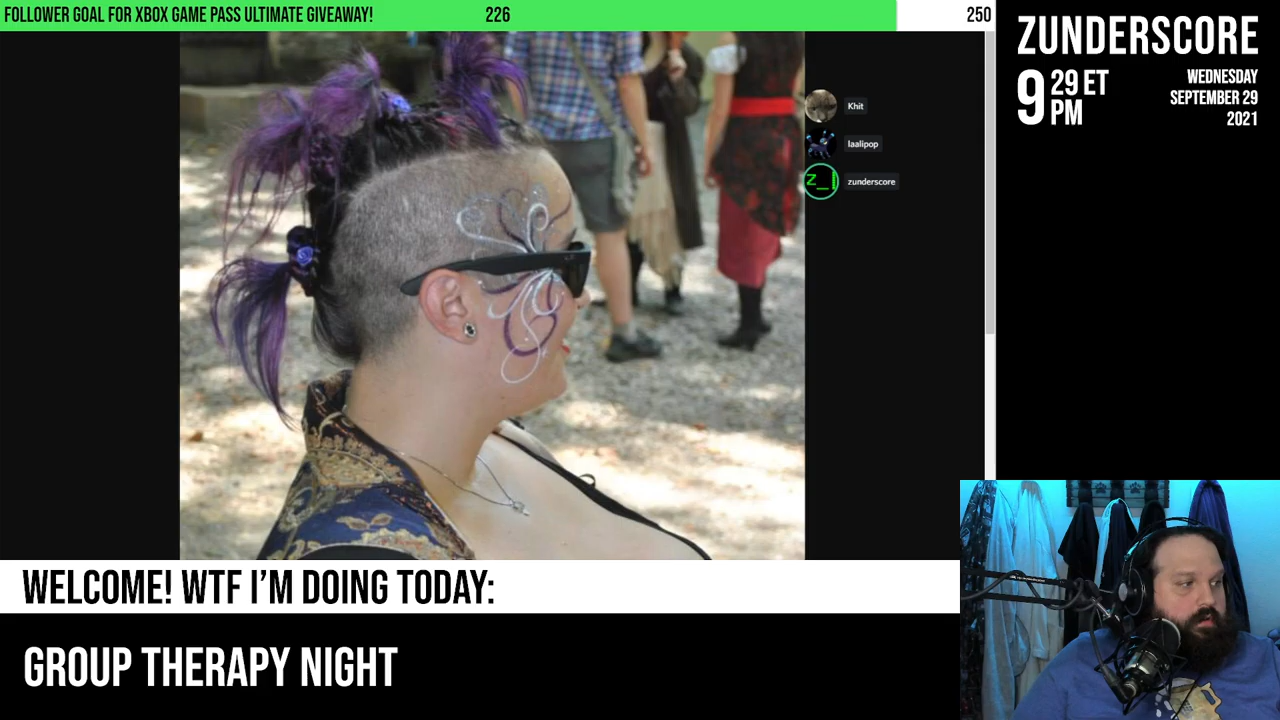 FOLLOWER GOAL FOR XBOX GAME PASS ULTIMATE GIVEAWAY!
226
250
ZUNDERSCORE
9 29 ET
PM
WEDNESDAY
SEPTEMBER 29
2021
Khit
laalipop
Z_
zunderscore
WELCOME! WTF I'M DOING TODAY:
GROUP THERAPY NIGHT